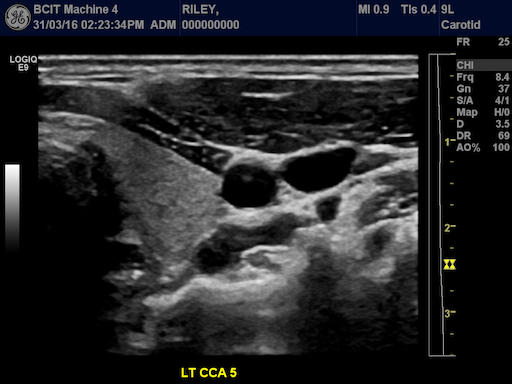 BCIT Machine 4
RILEY,
MI 0.9 TIs 0.4 9L
31/03/16 02:23:34PM ADM
000000000
Carotid
LOGIQ
E9
FR 25
CHI
Frq 8.4
Gn 37
S/A 4/1
Map H/0
D 3.5
DR 69
AO% 100
1
2
3
LT CCA 5